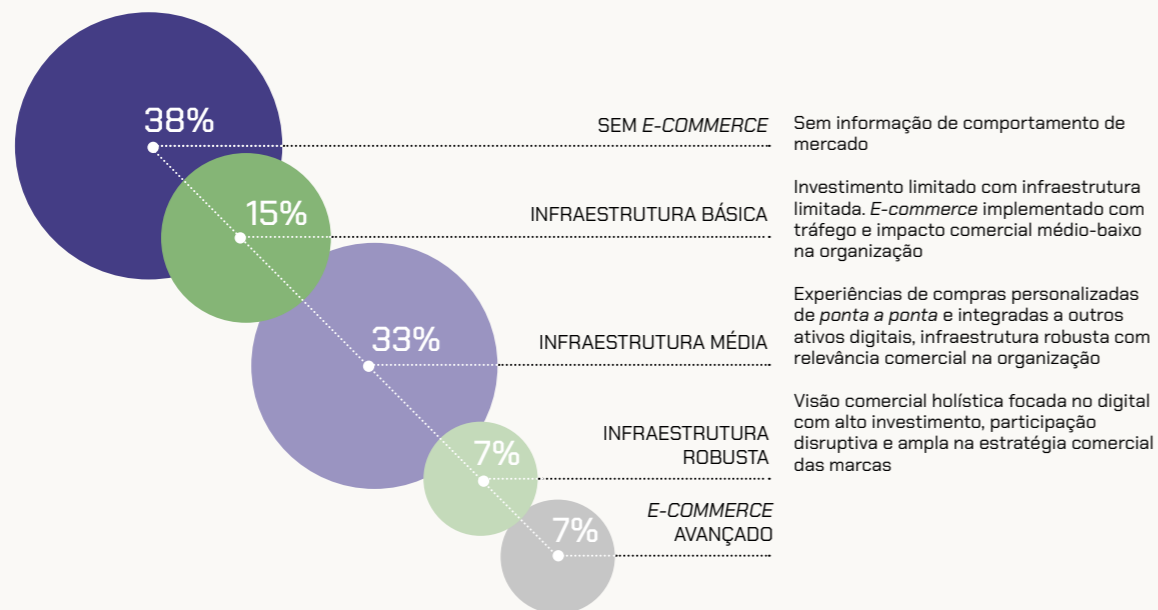 38%
SEM E-COMMERCE
Sem informação de comportamento de
mercado
15%
INFRAESTRUTURA BÁSICA
Investimento limitado com infraestrutura
limitada. E-commerce implementado com
tráfego e impacto comercial médio-baixo
na organização
33%
INFRAESTRUTURA MÉDIA
Experiências de compras personalizadas
de ponta a ponta e integradas a outros
ativos digitais, infraestrutura robusta com
relevância comercial na organização
7%
INFRAESTRUTURA
ROBUSTA
Visão comercial holística focada no digital
com alto investimento, participação
disruptiva e ampla na estratégia comercial
das marcas
7%
E-COMMERCE
AVANÇADO